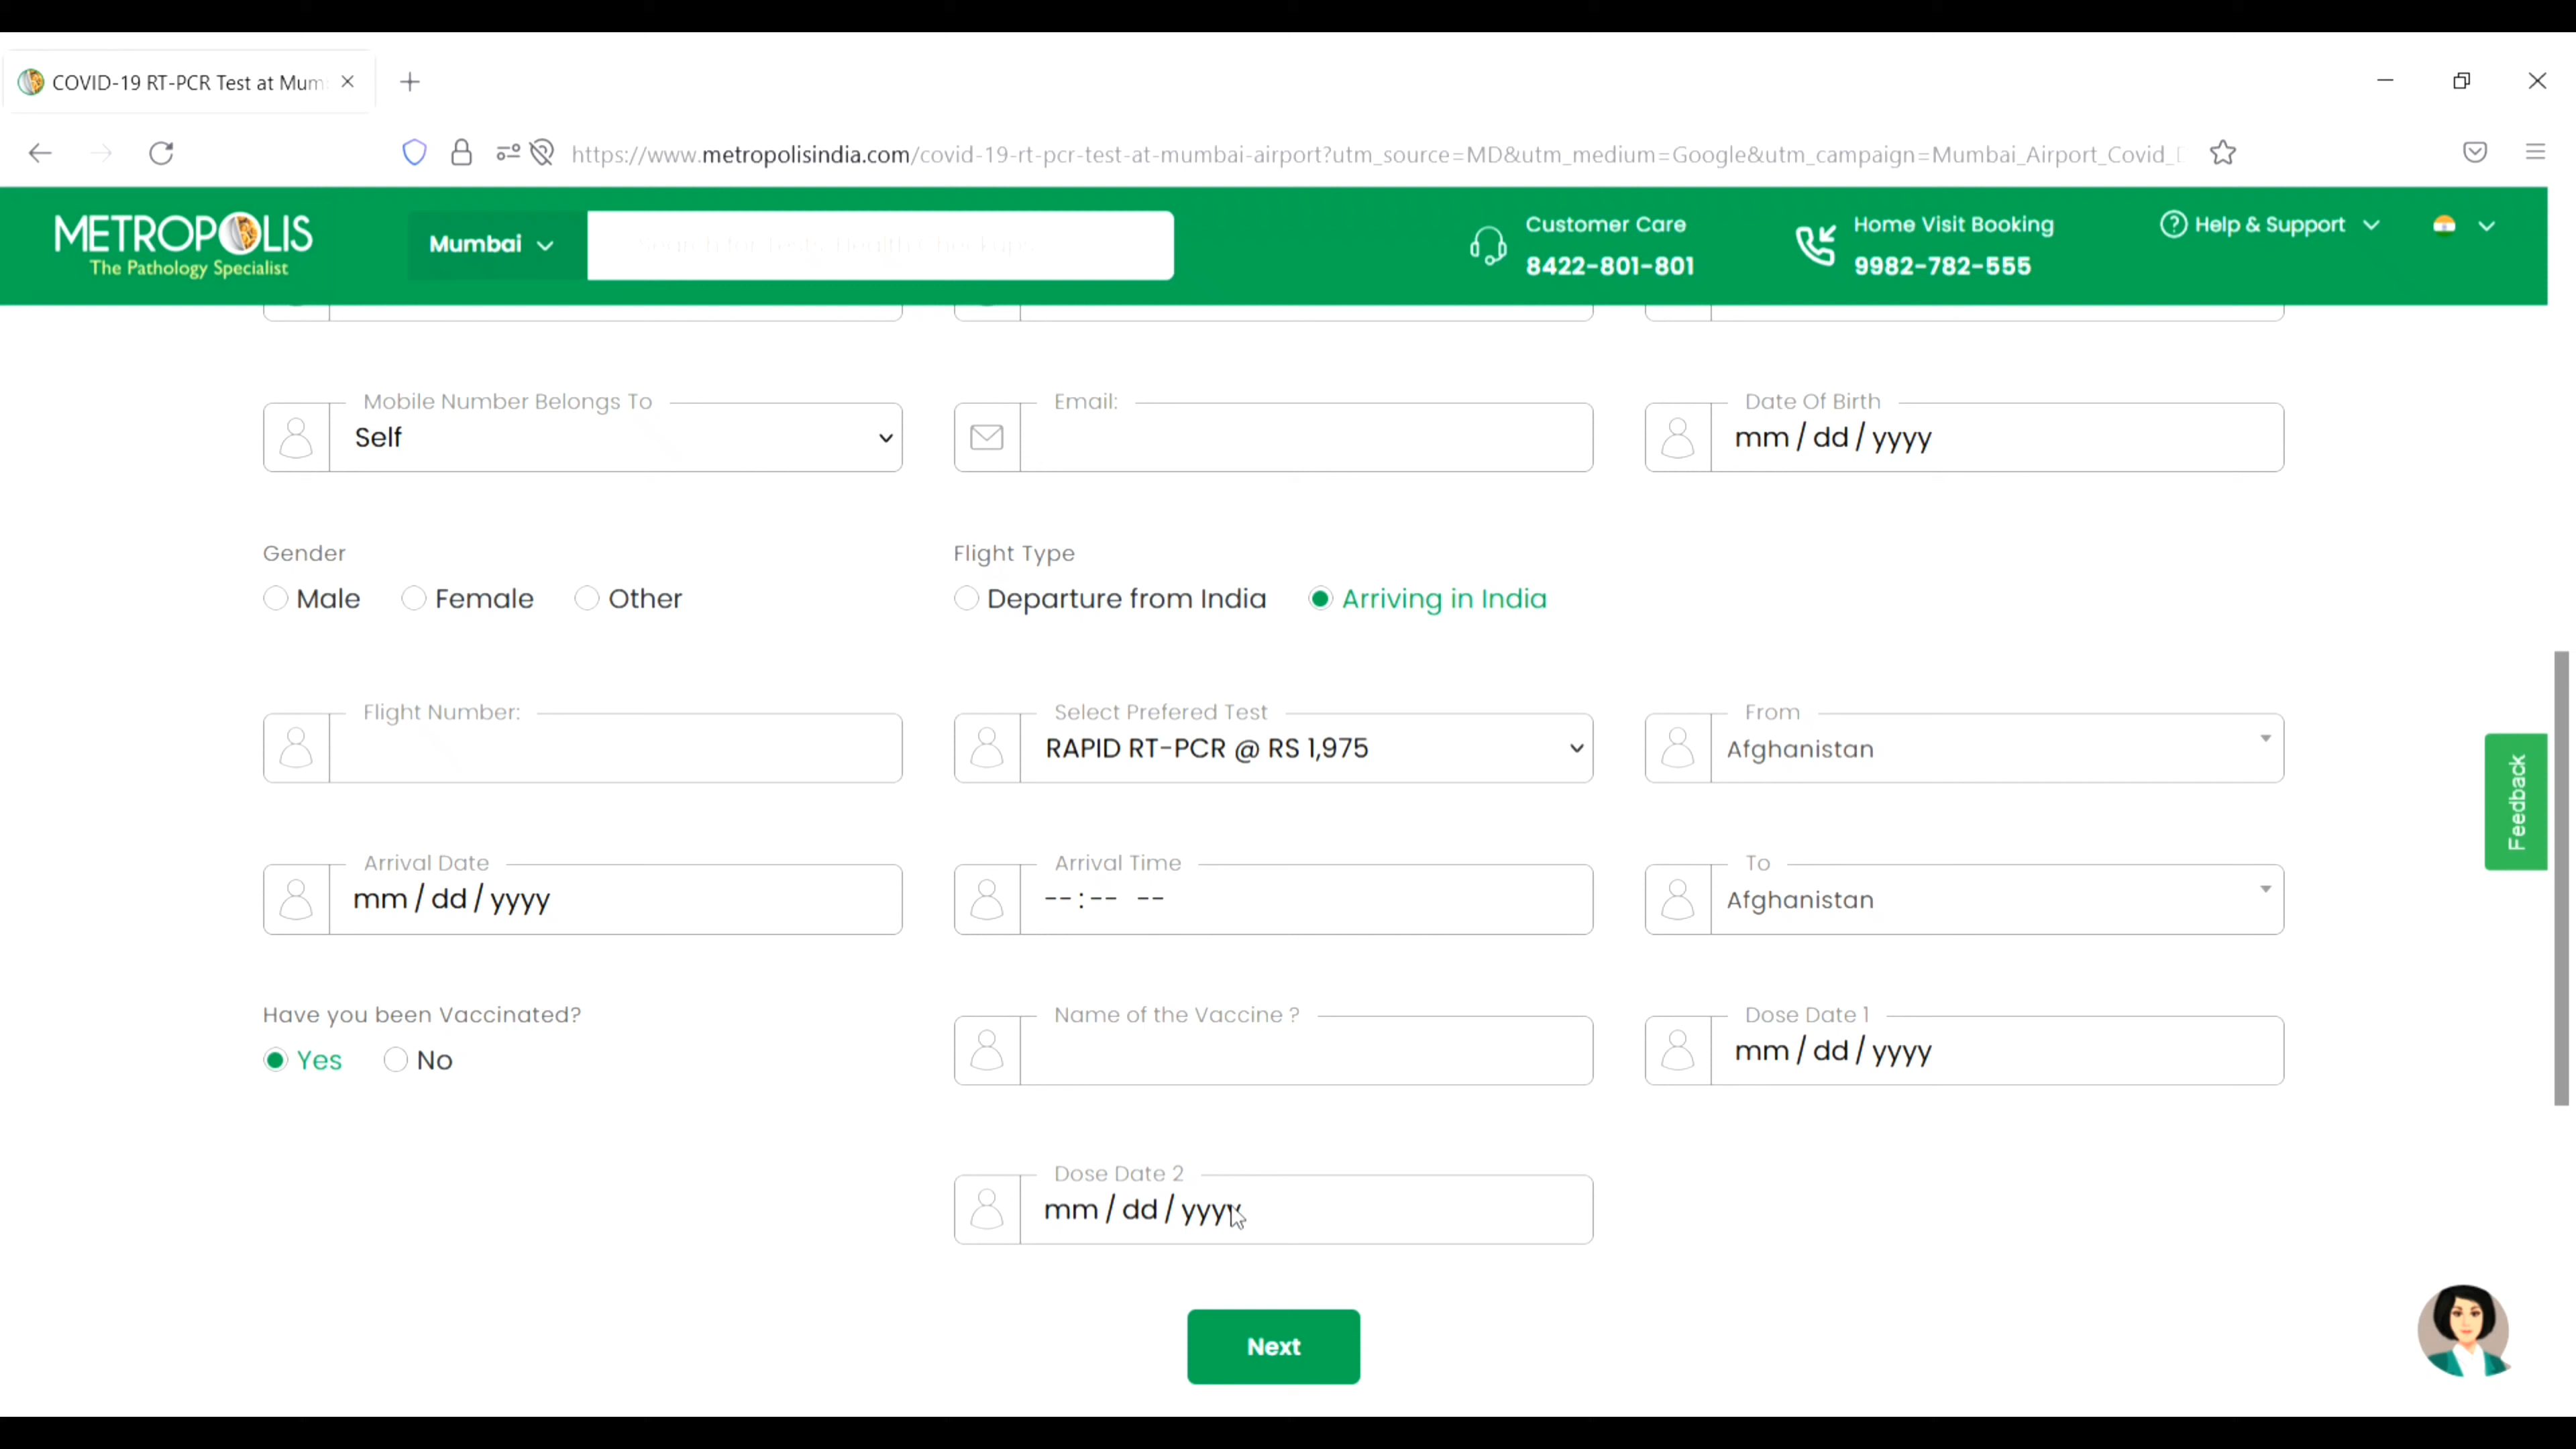 COVID-19 RT-PCR Test at Mum
https://www.metropolisindia.com/covid-19-rt-pcr-test-at-mumbai-airport?utm_source=MD&utm_medium=Google&utm_campaign=Mumbai_Airport_Covid_
METROPOLIS
The Pathology Specialist
Mumbai
Customer Care
8422-801-801
Home Visit Booking
9982-782-555
Help & Support
Mobile Number Belongs To
Self
Email:
Date Of Birth
mm / dd / yyyy
Gender
Male Female Other
Flight Type
Departure from India Arriving in India
Flight Number:
Select Prefered Test
RAPID RT-PCR @ RS 1,975
From
Afghanistan
Arrival Date
mm / dd / yyyy
Arrival Time
-- : -- --
To
Afghanistan
Have you been Vaccinated?
Yes No
Name of the Vaccine ?
Dose Date 1
mm / dd / yyyy
Dose Date 2
mm / dd / yyyy
Next
Feedback